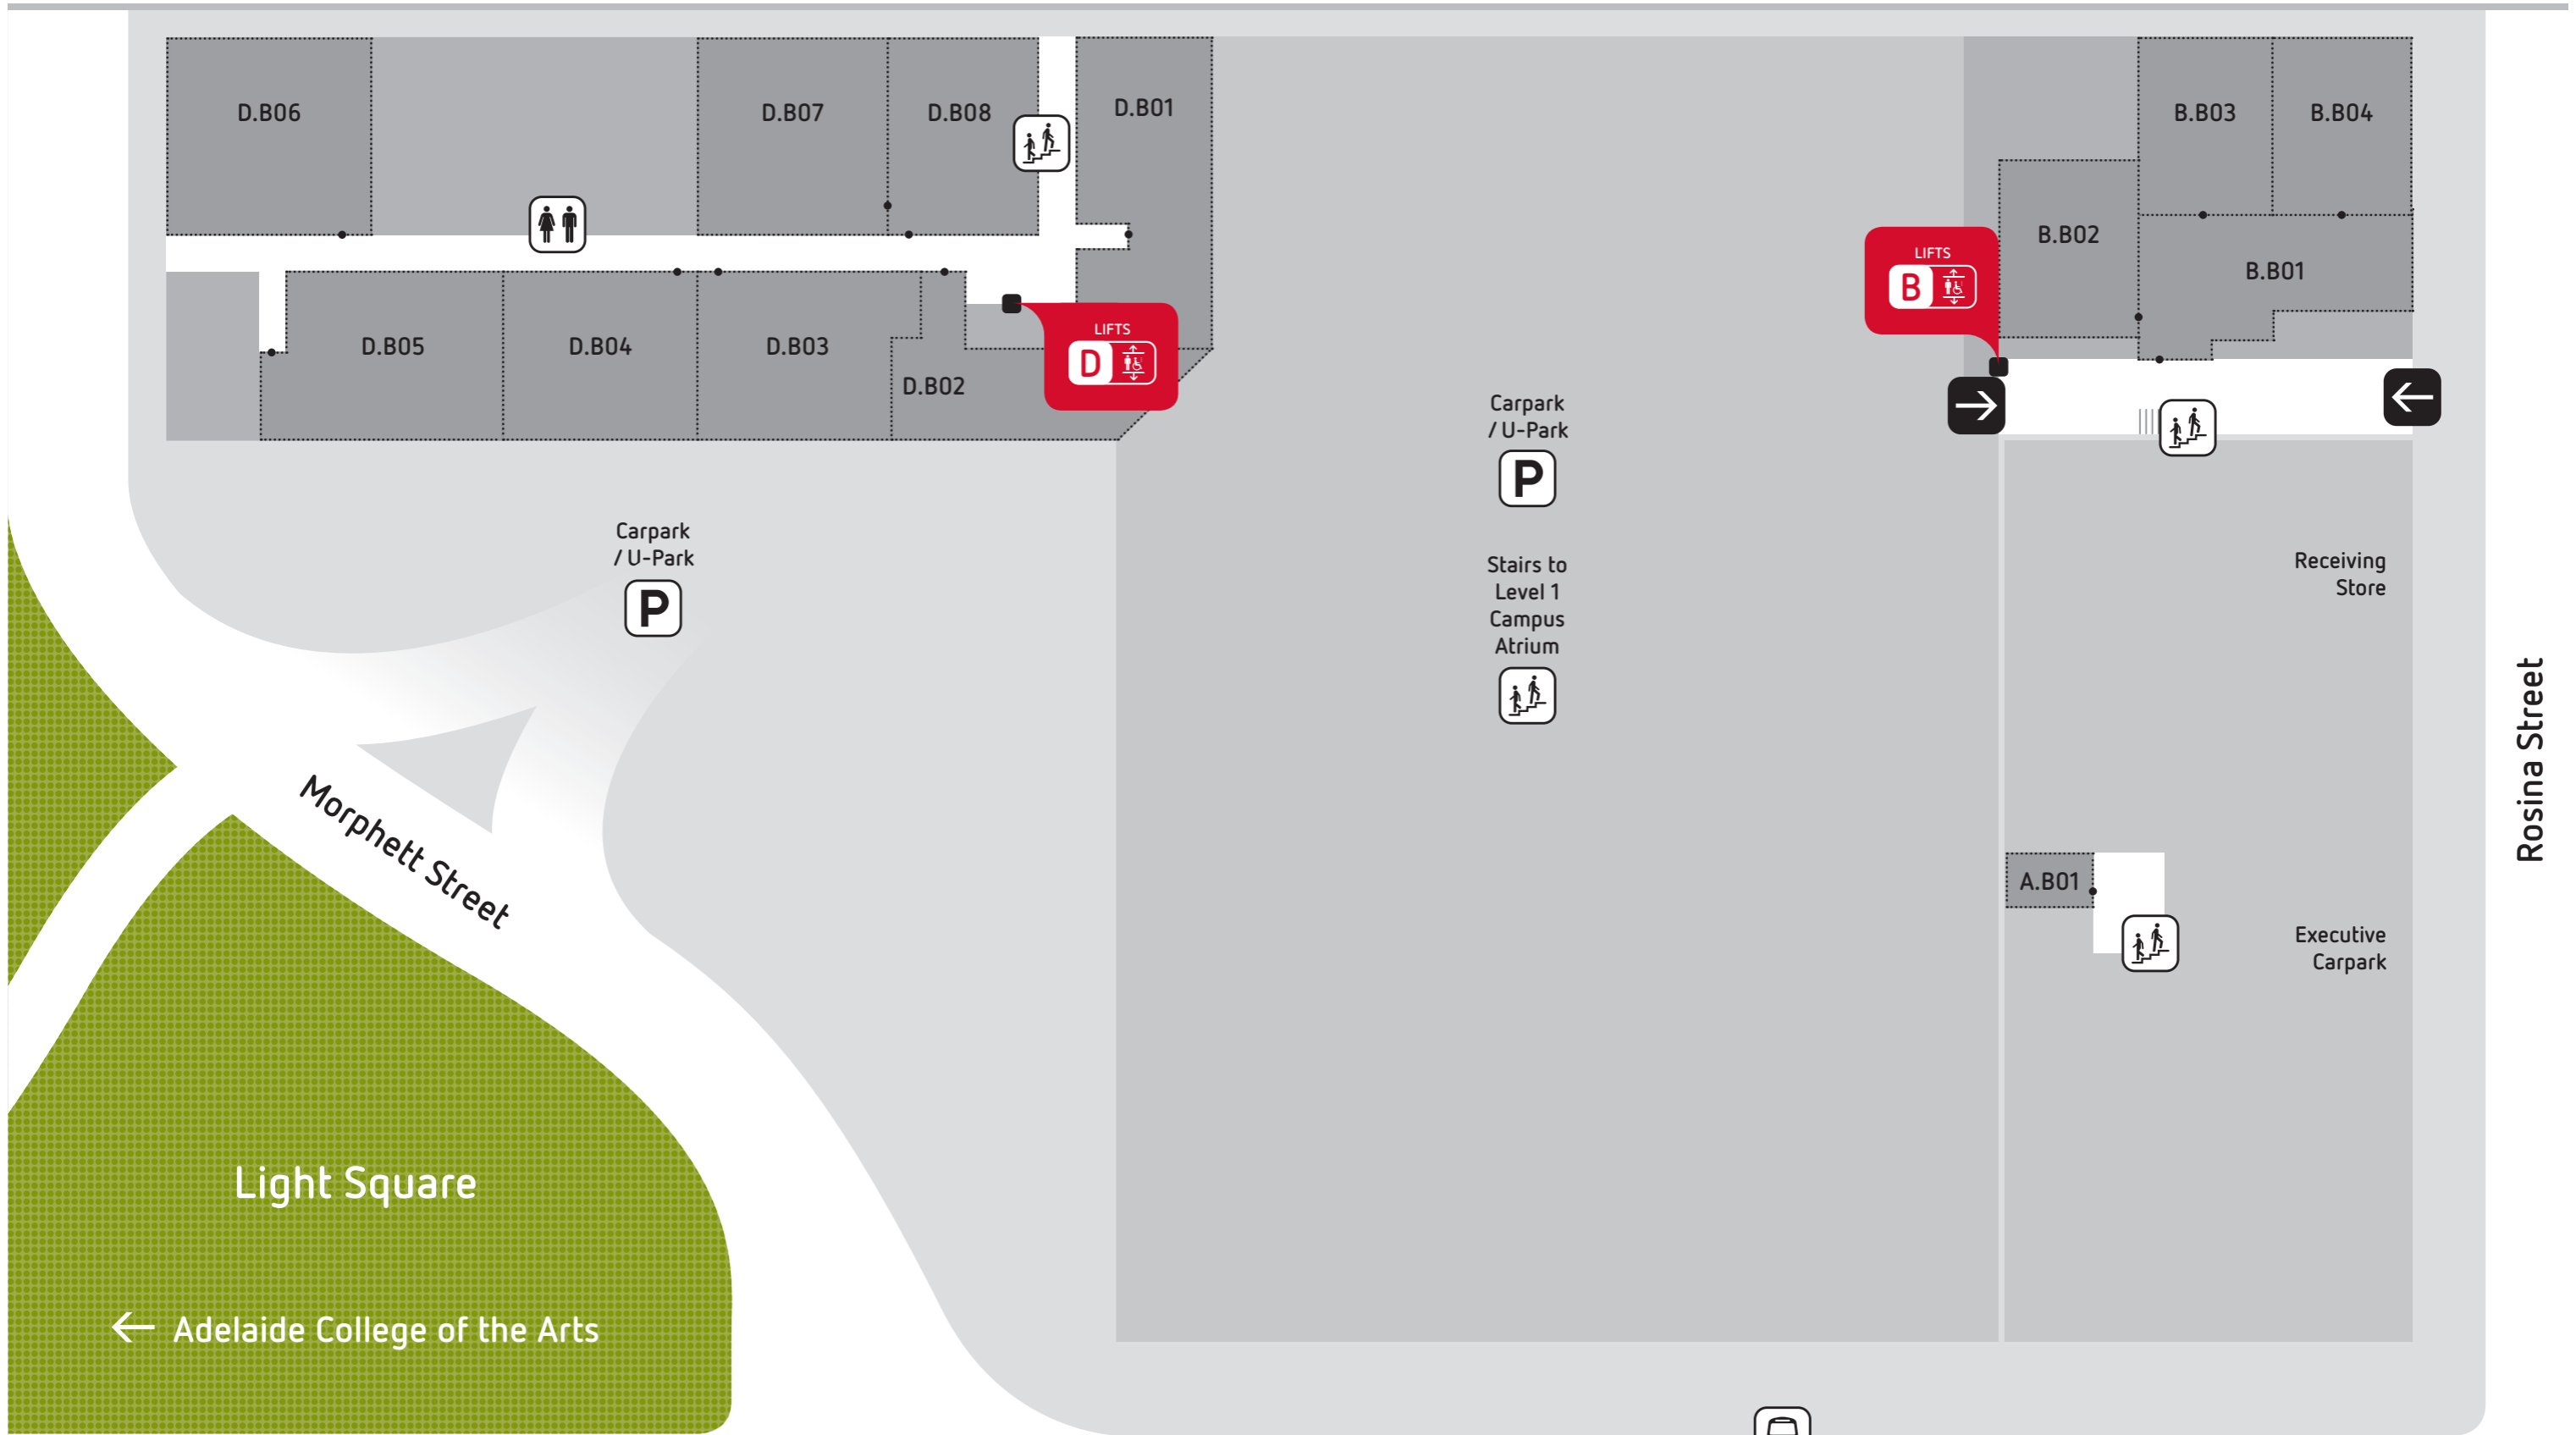 D.B06
D.B07
D.B08
D.B01
B.B03
B.B04
B.B02
B.B01
LIFTS
B
LIFTS
D
D.B05
D.B04
D.B03
D.B02
Carpark
/ U-Park
P
Carpark
/ U-Park
P
Stairs to
Level 1
Campus
Atrium
Receiving
Store
Rosina Street
Morphett Street
A.B01
Executive
Carpark
Light Square
← Adelaide College of the Arts